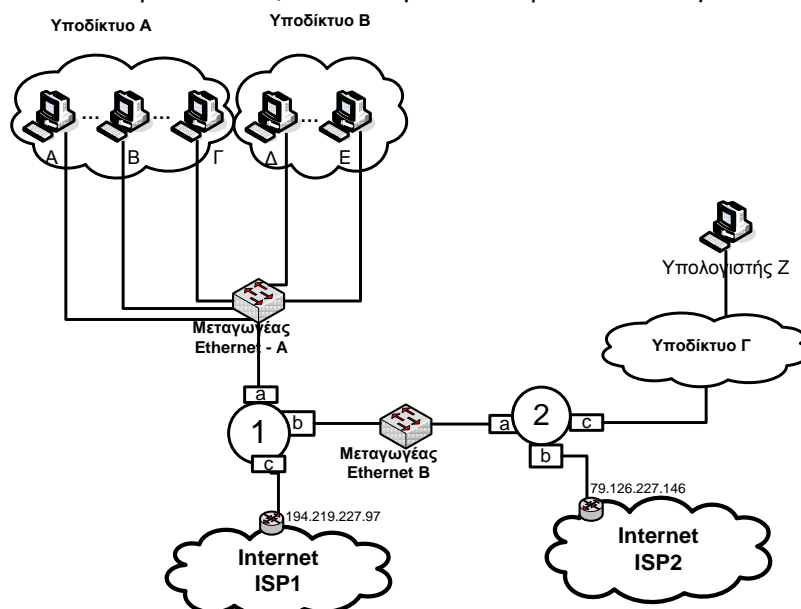 Υποδίκτυο Α
Υποδίκτυο Β
... ...
...
Α Β Γ Δ Ε
Υπολογιστής Ζ
Μεταγωγέας
Ethernet - Α
Υποδίκτυο Γ
a
1
b
c
Μεταγωγέας
Ethernet Β
a
2
c
b
194.219.227.97
79.126.227.146
Internet
ISP1
Internet
ISP2